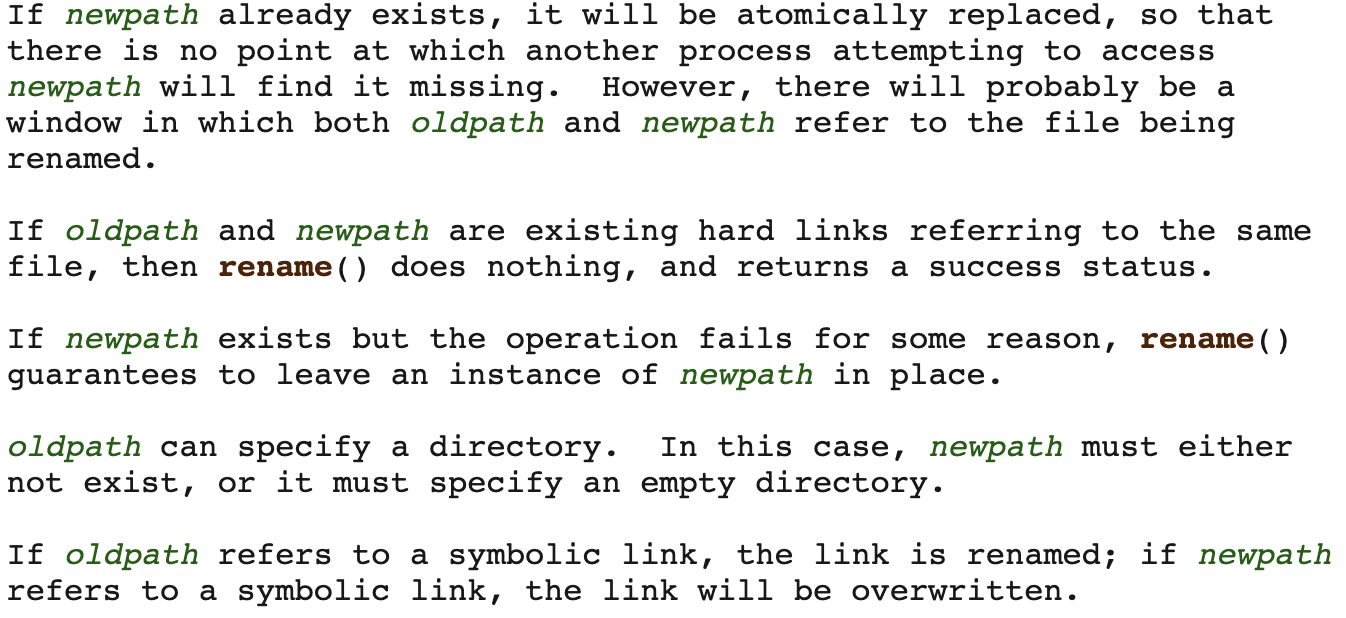 If newpath already exists, it will be atomically replaced, so that
there is no point at which another process attempting to access
newpath will find it missing.  However, there will probably be a
window in which both oldpath and newpath refer to the file being
renamed.

If oldpath and newpath are existing hard links referring to the same
file, then rename() does nothing, and returns a success status.

If newpath exists but the operation fails for some reason, rename()
guarantees to leave an instance of newpath in place.

oldpath can specify a directory.  In this case, newpath must either
not exist, or it must specify an empty directory.

If oldpath refers to a symbolic link, the link is renamed; if newpath
refers to a symbolic link, the link will be overwritten.